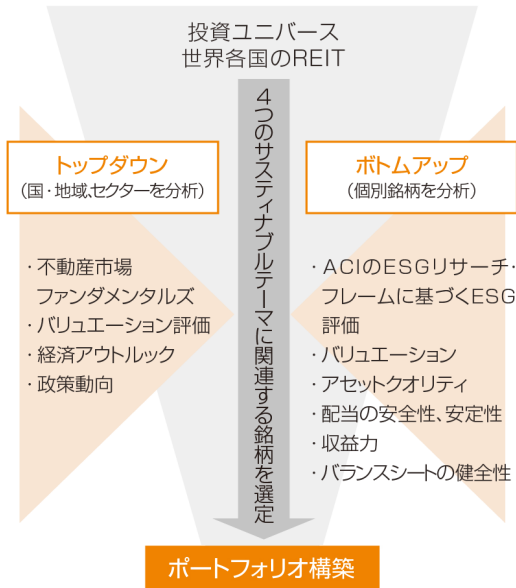 投資ユニバース
世界各国のREIT
4つのサスティナブルテーマに関連する銘柄を選定
トップダウン
(国・地域、セクターを分析)
・不動産市場
ファンダメンタルズ
・バリュエーション評価
・経済アウトルック
・政策動向
ボトムアップ
(個別銘柄を分析)
・ACIのESGリサーチ・
フレームに基づくESG
評価
・バリュエーション
・アセットクオリティ
・配当の安全性、安定性
・収益力
・バランスシートの健全性
ポートフォリオ構築